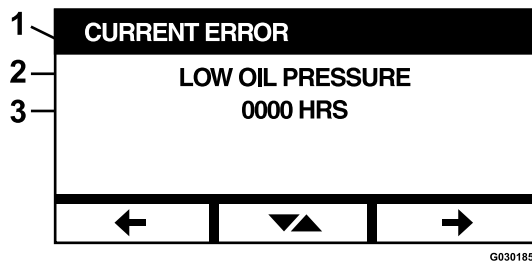 1 CURRENT ERROR
2 LOW OIL PRESSURE
3 0000 HRS
G030185